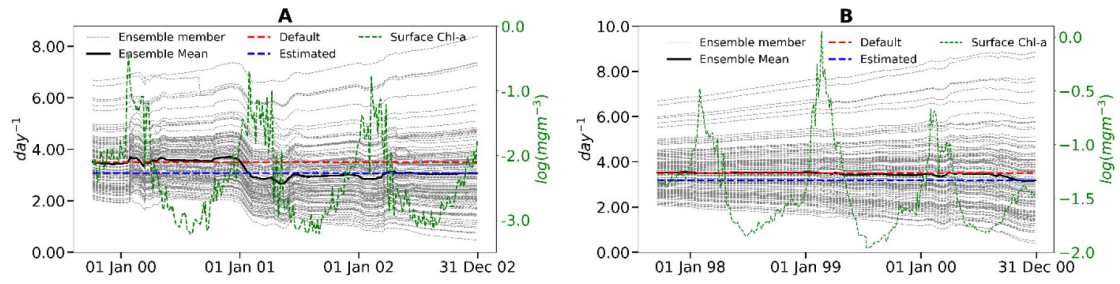 A
Ensemble member
Default
Surface Chl-a
Ensemble Mean
Estimated
8.00
6.00
4.00
2.00
0.00
day⁻¹
0.0
-1.0
-2.0
-3.0
log(mgm⁻³)
01 Jan 00
01 Jan 01
01 Jan 02
31 Dec 02
B
Ensemble member
Default
Surface Chl-a
Ensemble Mean
Estimated
10.0
8.00
6.00
4.00
2.00
0.00
day⁻¹
0.0
−0.5
−1.0
−1.5
−2.0
log(mgm⁻³)
01 Jan 98
01 Jan 99
01 Jan 00
31 Dec 00